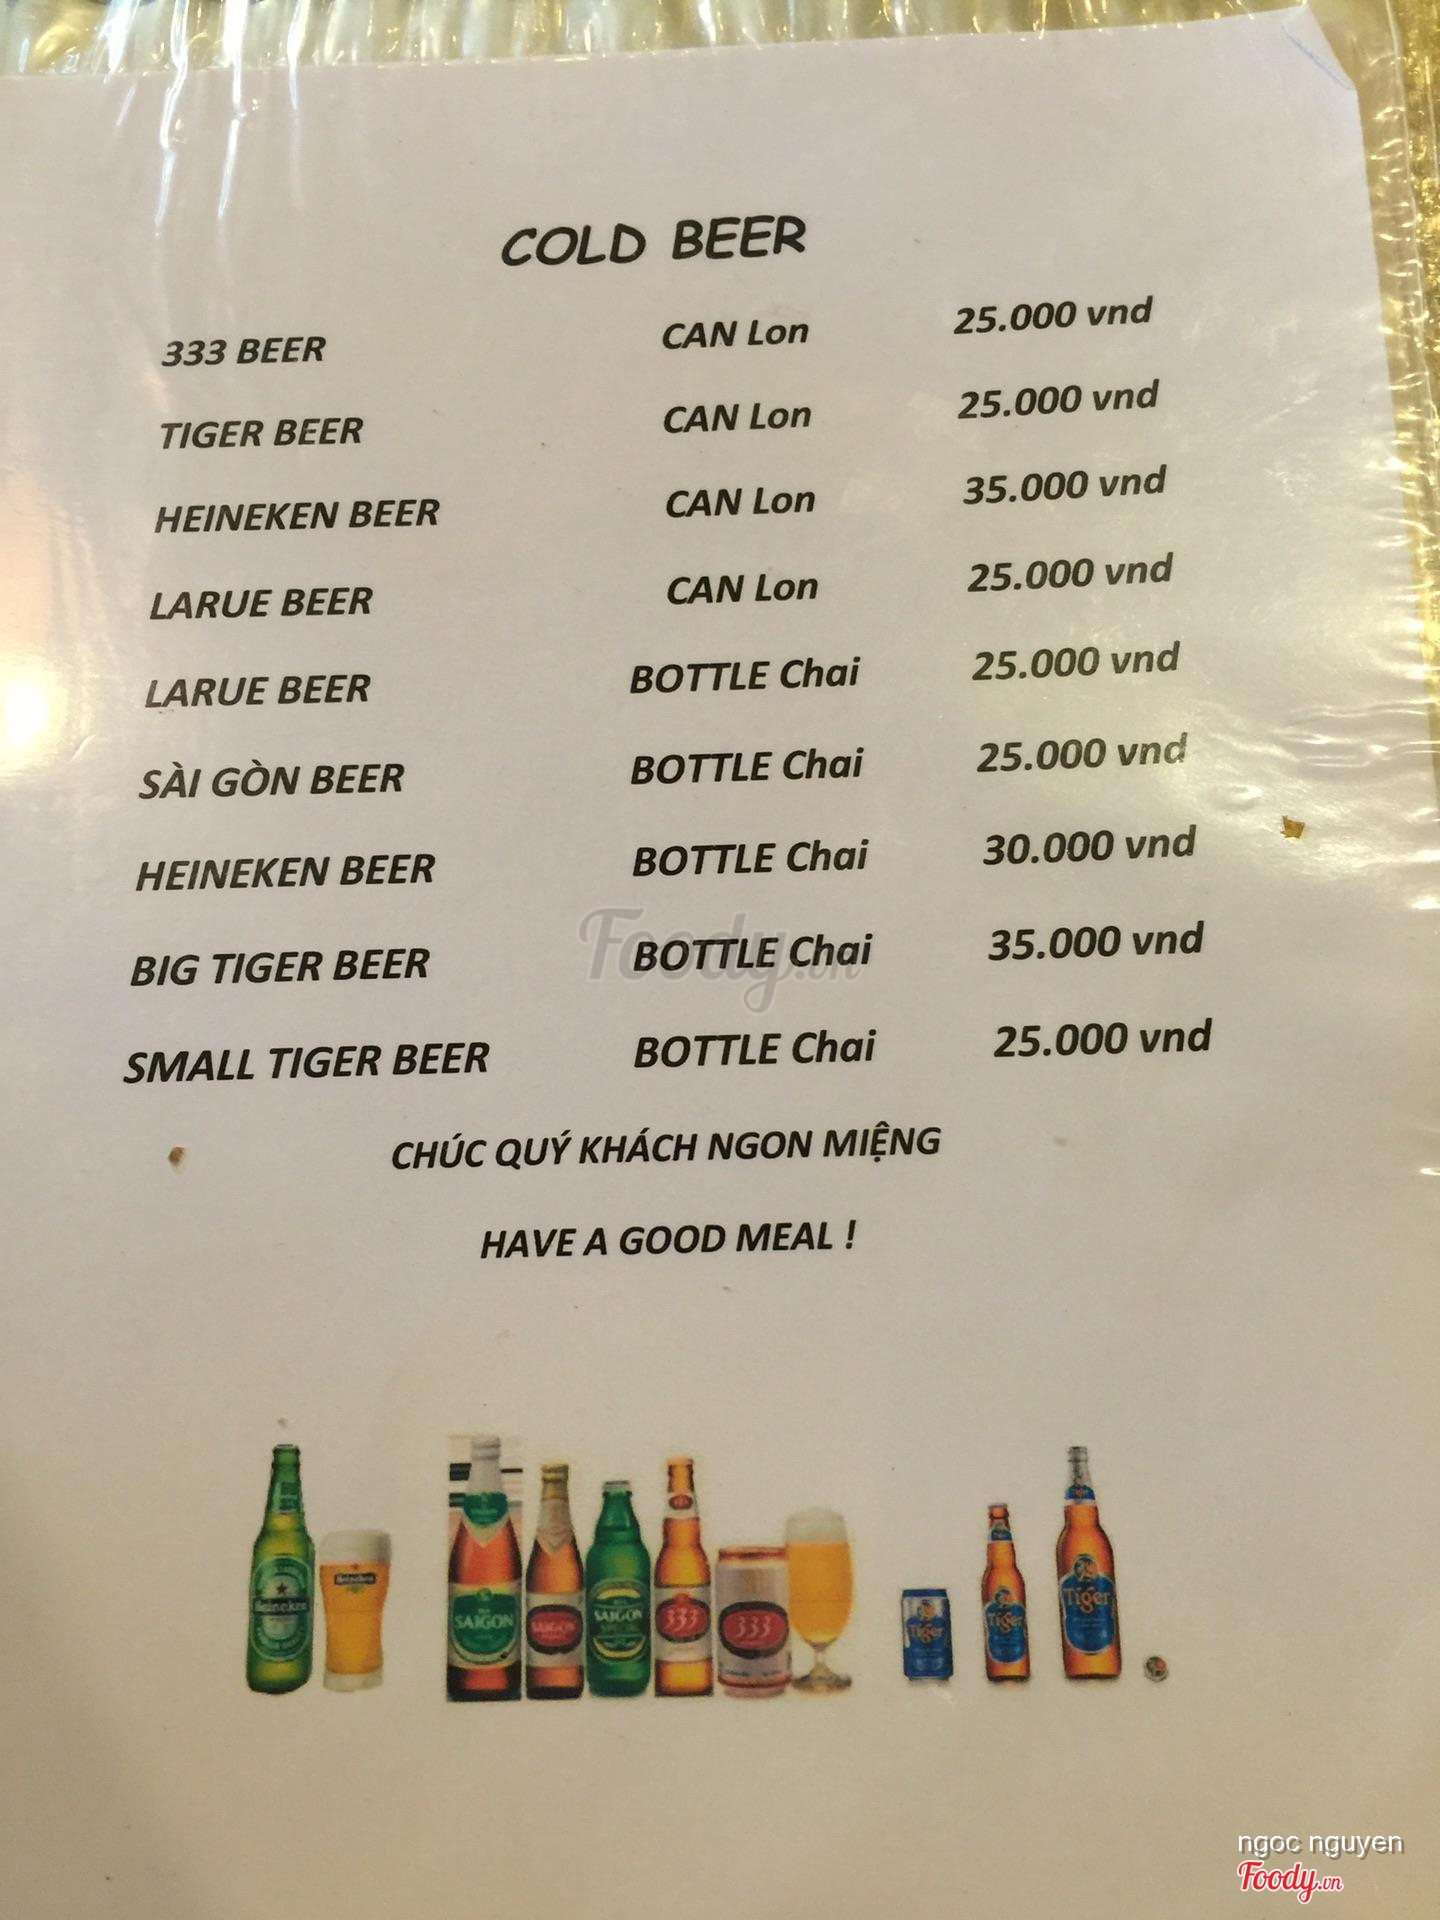 COLD BEER
333 BEER CAN Lon 25.000 vnd
TIGER BEER CAN Lon 25.000 vnd
HEINEKEN BEER CAN Lon 35.000 vnd
LARUE BEER CAN Lon 25.000 vnd
LARUE BEER BOTTLE Chai 25.000 vnd
SÀI GÒN BEER BOTTLE Chai 25.000 vnd
HEINEKEN BEER BOTTLE Chai 30.000 vnd
BIG TIGER BEER BOTTLE Chai 35.000 vnd
SMALL TIGER BEER BOTTLE Chai 25.000 vnd
CHÚC QUÝ KHÁCH NGON MIỆNG
HAVE A GOOD MEAL !
Foody.vn
Heineken Heineken SAIGON SAIGON SAIGON 333 333 Tiger Tiger Tiger
ngoc nguyen
Foody.vn